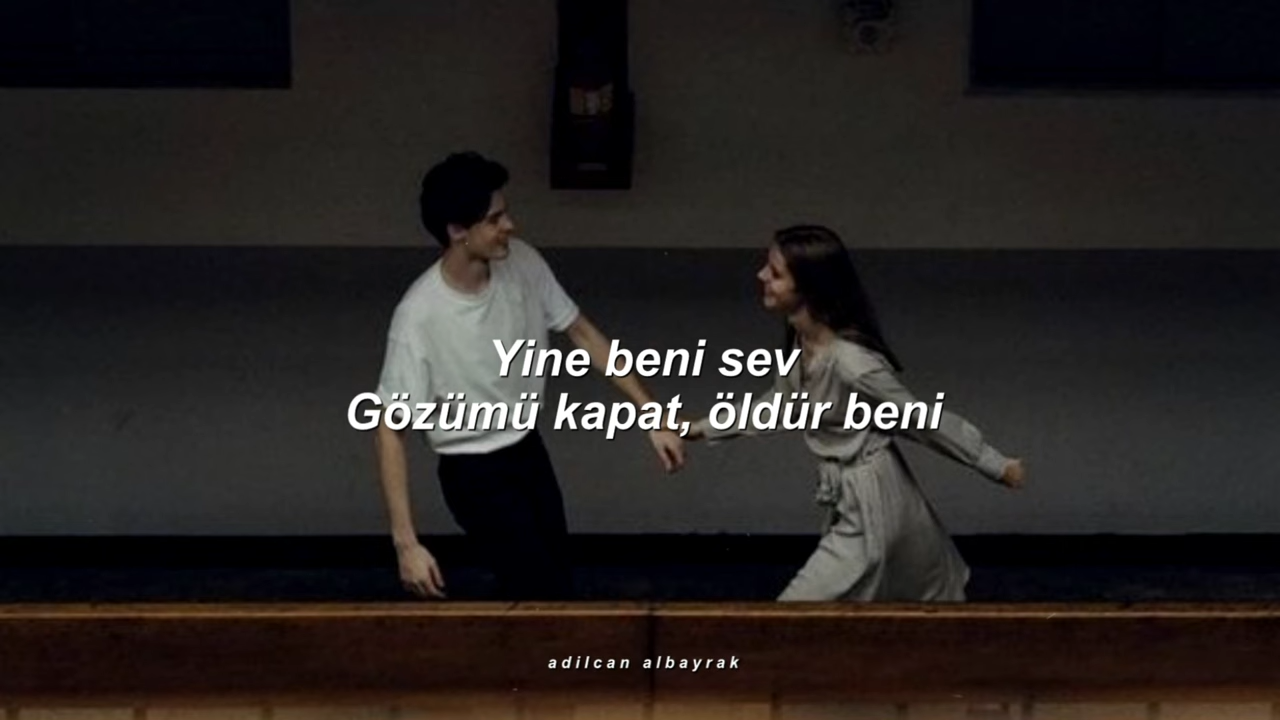 Yine beni sev
Gözümü kapat, öldür beni
adilcan albayrak